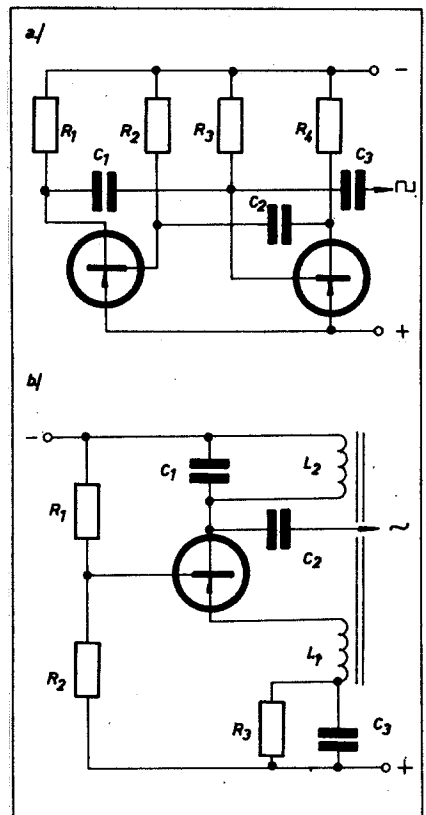 a/
−
R1 R2 R3 R4
C1 C3
C2
+
b/
−
C1 L2
R1
C2 ~
R2 L1
R3 C3
+